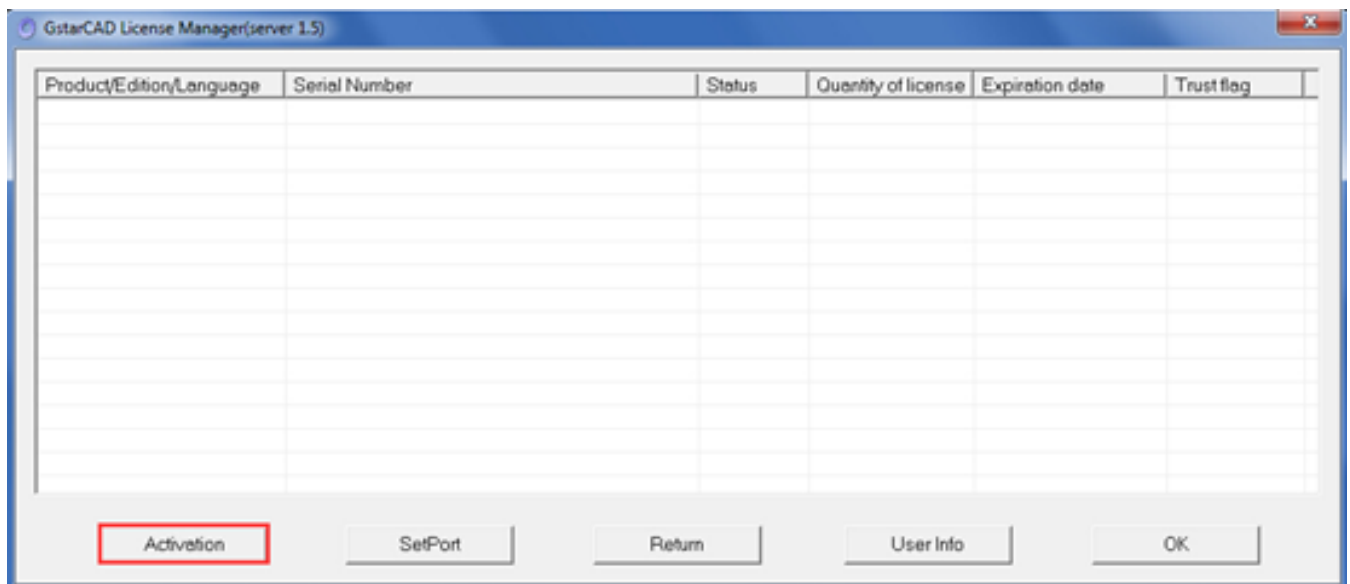 GstarCAD License Manager(server 1.5)
Product/Edition/Language Serial Number Status Quantity of license Expiration date Trust flag
Activation SetPort Return User Info OK